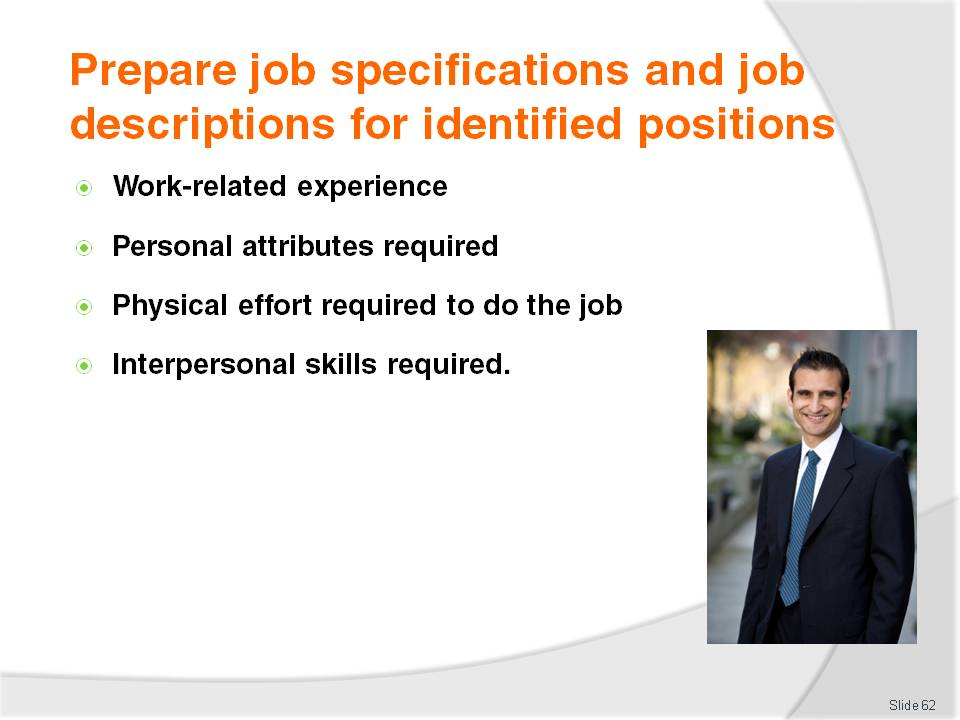 Prepare job specifications and job
descriptions for identified positions
Work-related experience
Personal attributes required
Physical effort required to do the job
Interpersonal skills required.
Slide 62